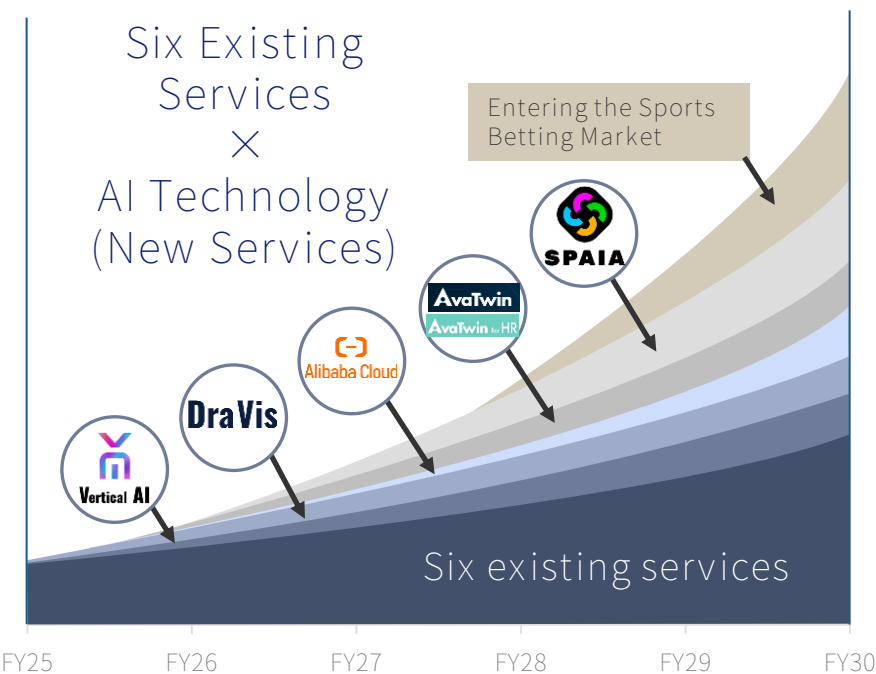 Six Existing
Services
×
AI Technology
(New Services)
Entering the Sports
Betting Market
SPAIA
AvaTwin
AvaTwin for HR
Alibaba Cloud
DraVis
Vertical AI
Six existing services
FY25
FY26
FY27
FY28
FY29
FY30